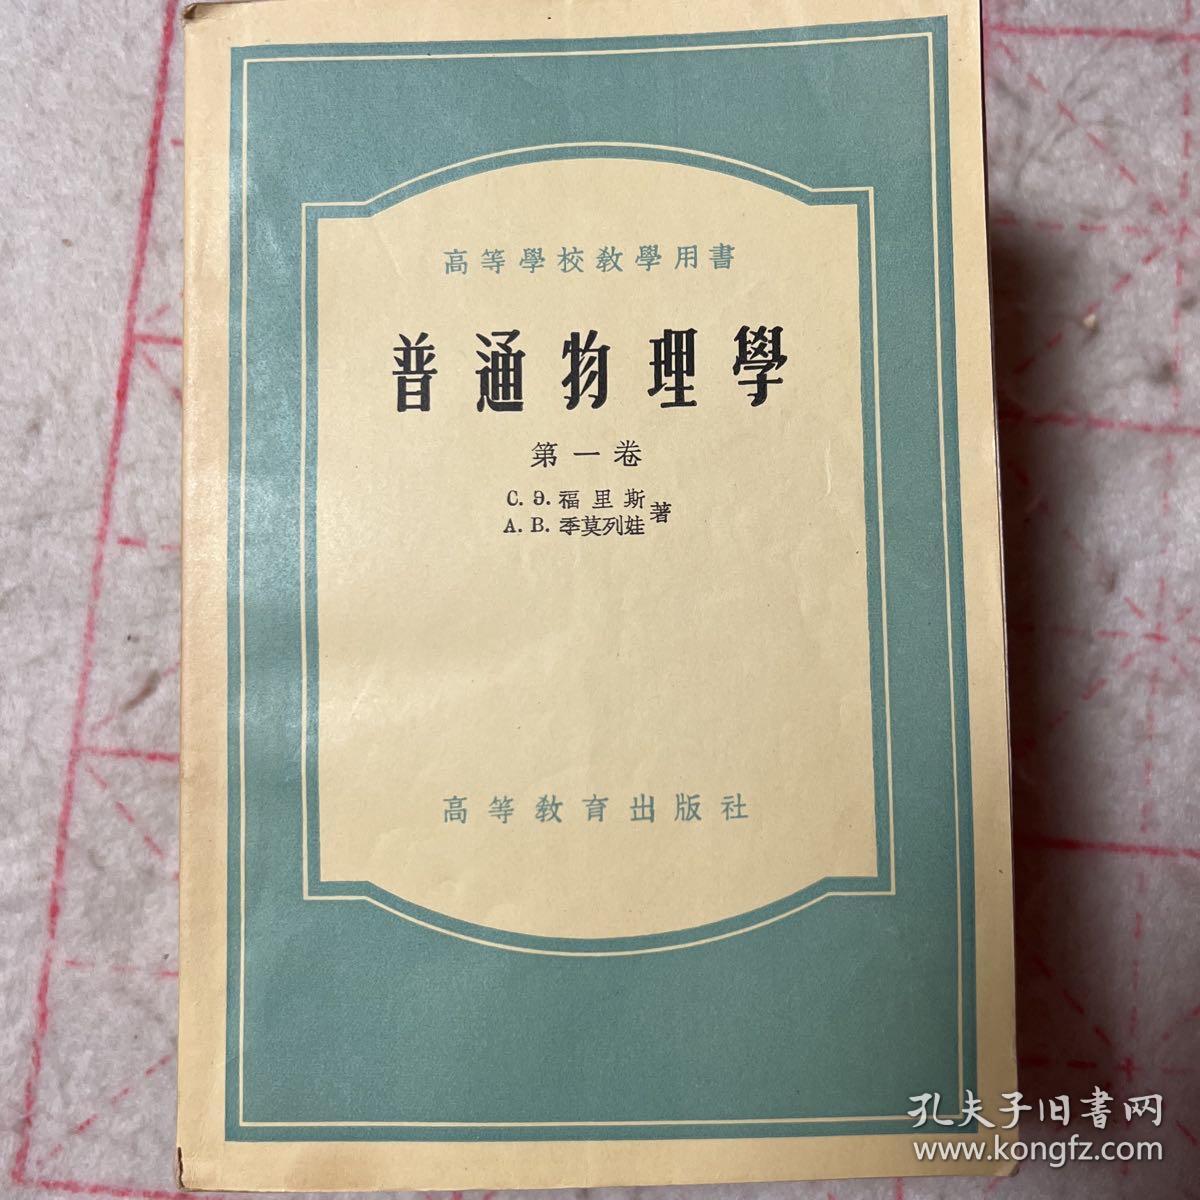 高等學校教學用書
普通物理學
第一卷
С. Э. 福里斯
А. В. 季莫列娃 著
高等教育出版社
孔夫子旧書网
www.kongfz.com